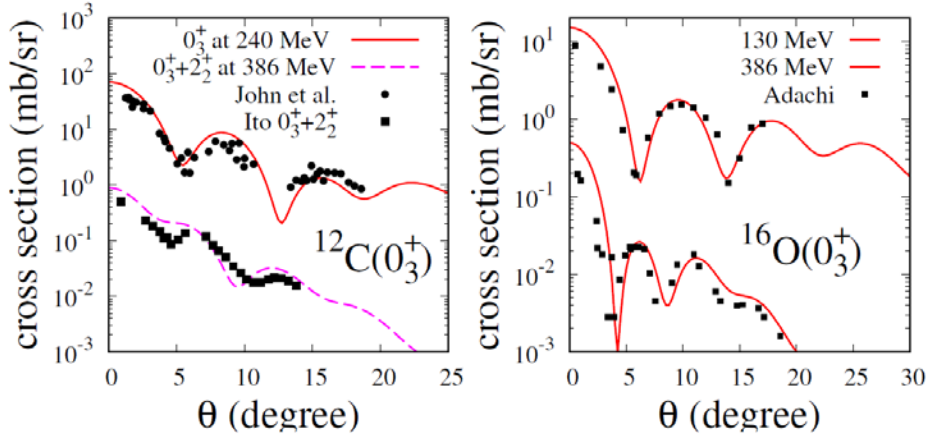 cross section (mb/sr)
10³
10²
10¹
10⁰
10⁻¹
10⁻²
10⁻³
0₃⁺ at 240 MeV
0₃⁺+2₂⁺ at 386 MeV
John et al.
Ito 0₃⁺+2₂⁺
¹²C(0₃⁺)
0 5 10 15 20 25
θ (degree)
cross section (mb/sr)
10¹
10⁰
10⁻¹
10⁻²
10⁻³
130 MeV
386 MeV
Adachi
¹⁶O(0₃⁺)
0 5 10 15 20 25 30
θ (degree)